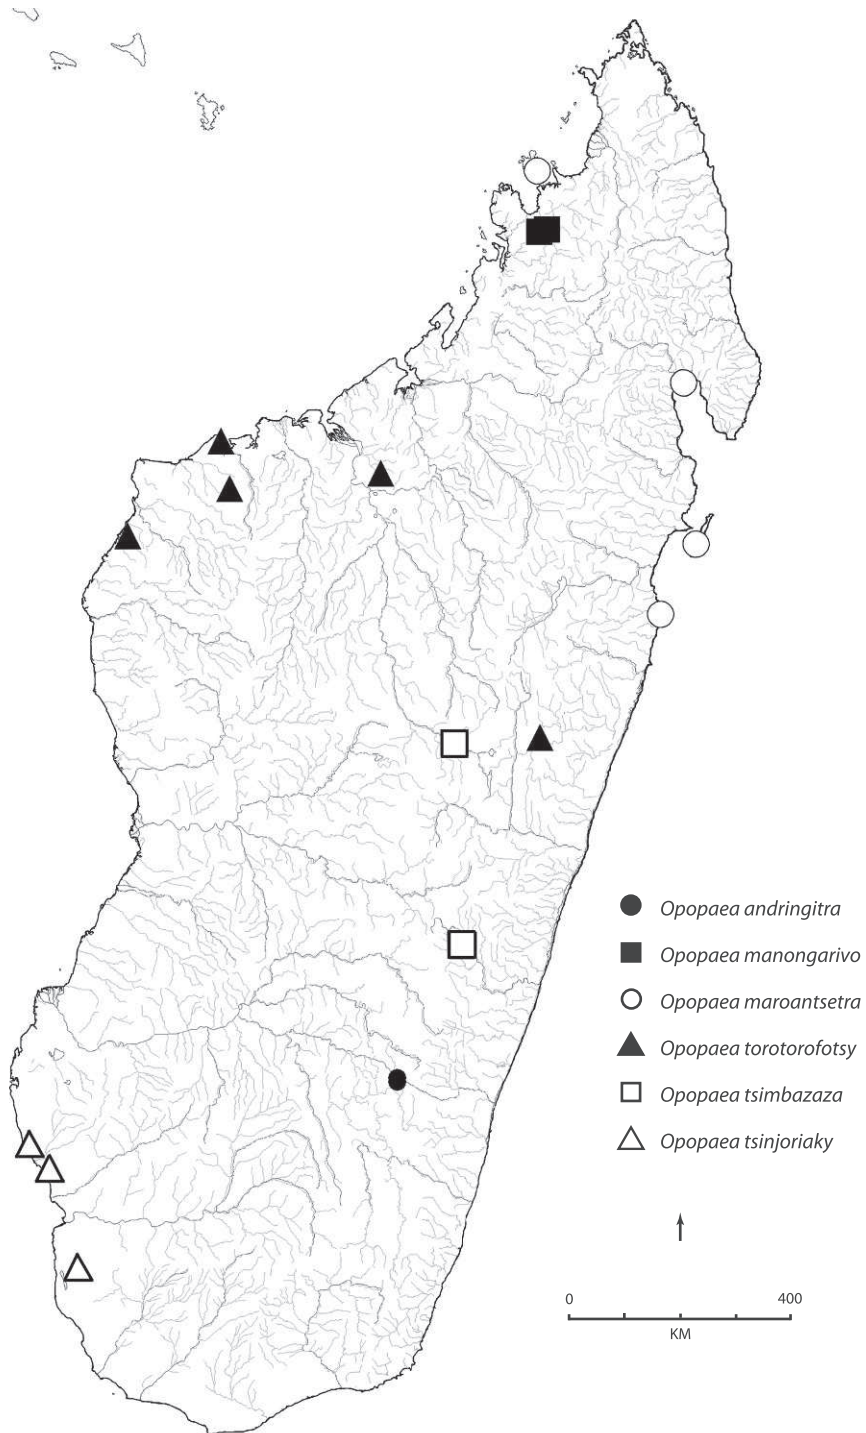 Opopaea andringitra
Opopaea manongarivo
Opopaea maroantsetra
Opopaea torotorofotsy
Opopaea tsimbazaza
Opopaea tsinjoriaky
0 400
KM